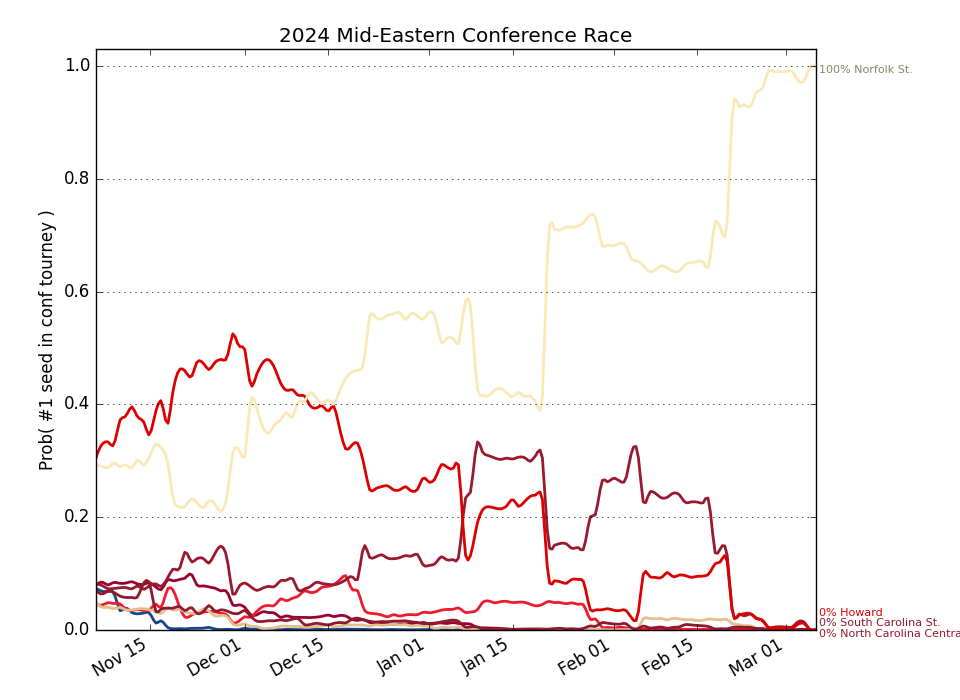 2024 Mid-Eastern Conference Race
Prob( #1 seed in conf tourney )
1.0
0.8
0.6
0.4
0.2
0.0
Nov 15
Dec 01
Dec 15
Jan 01
Jan 15
Feb 01
Feb 15
Mar 01
100% Norfolk St.
0% Howard
0% South Carolina St.
0% North Carolina Centra